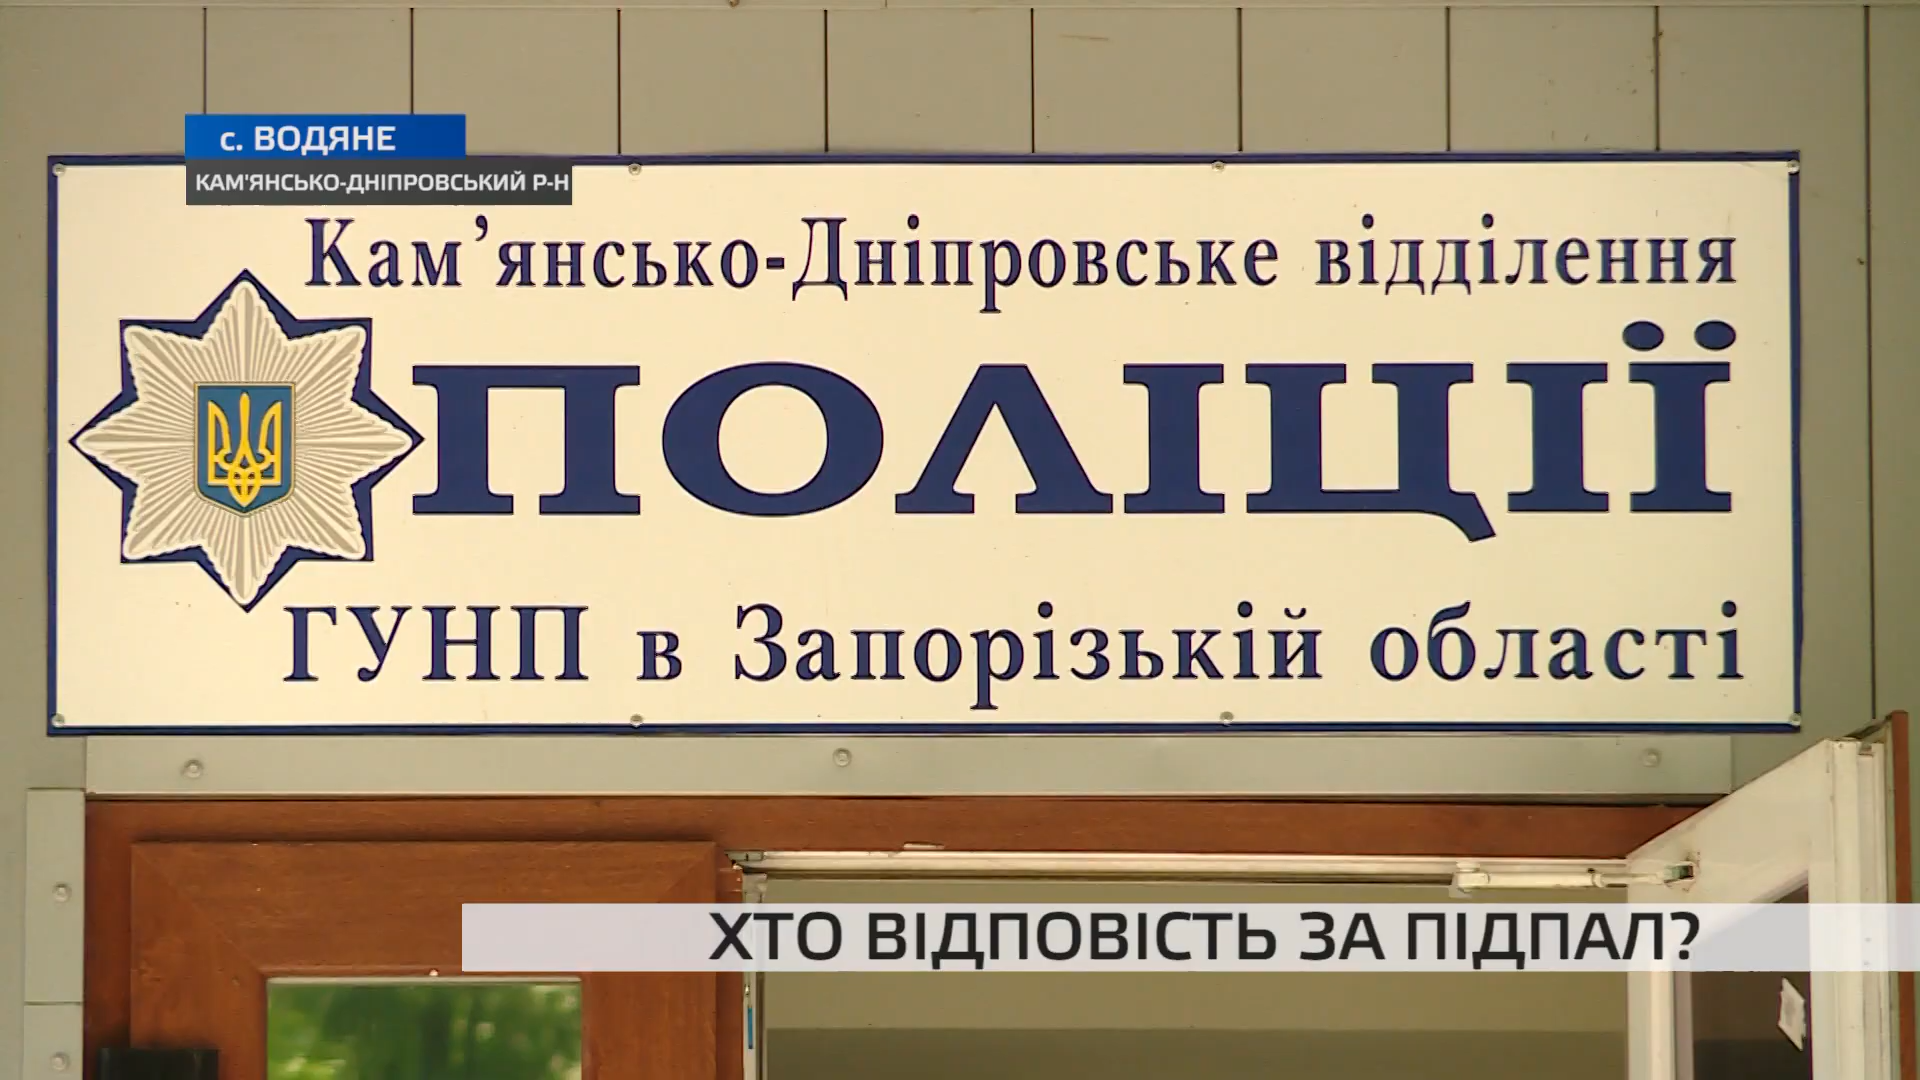 с. ВОДЯНЕ
КАМ'ЯНСЬКО-ДНІПРОВСЬКИЙ Р-Н
Кам’янсько-Дніпровське відділення
ПОЛІЦІЇ
ГУНП в Запорізькій області
ХТО ВІДПОВІСТЬ ЗА ПІДПАЛ?